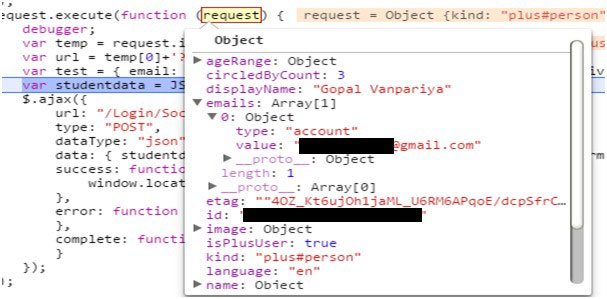 equest.execute(function (request) { request = Object {kind: "plus#person"
debugger;
var temp = request.i
var url = temp[0]+'?
var test = { email:
var studentdata = JS
$.ajax({
url: "/Login/Soc
type: "POST",
dataType: "json"
data: { studentd
success: functio
window.locat
},
error: function
},
complete: functi
}
});
);
Object
ageRange: Object
circledByCount: 3
displayName: "Gopal Vanpariya"
emails: Array[1]
0: Object
type: "account"
value: "@gmail.com"
__proto__: Object
length: 1
__proto__: Array[0]
etag: ""4OZ_Kt6ujOh1jaML_U6RM6APqoE/dcpSfrC…
id: "
image: Object
isPlusUser: true
kind: "plus#person"
language: "en"
name: Object